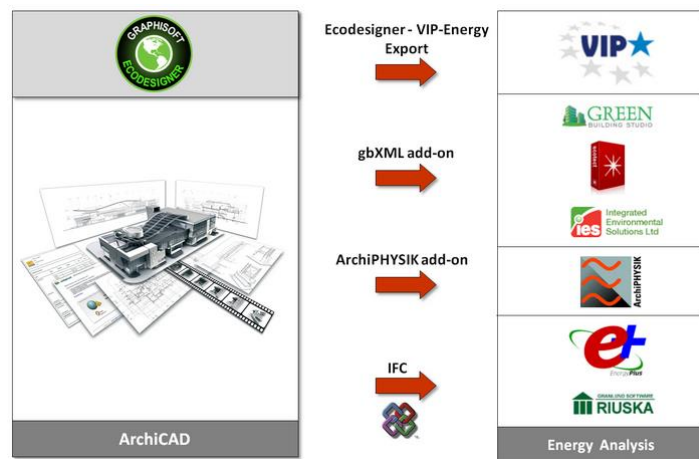 GRAPHISOFT
ECODESIGNER
Ecodesigner - VIP-Energy
Export
VIP
gbXML add-on
GREEN
BUILDING STUDIO
ies
Integrated
Environmental
Solutions Ltd
ArchiPHYSIK add-on
ArchiPHYSIK
IFC
e+
EnergyPlus
GRANLUND SOFTWARE
RIUSKA
ArchiCAD
Energy Analysis